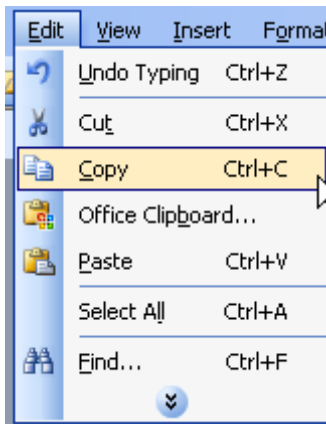 Edit View Insert Format
Undo Typing Ctrl+Z
Cut Ctrl+X
Copy Ctrl+C
Office Clipboard...
Paste Ctrl+V
Select All Ctrl+A
Find... Ctrl+F